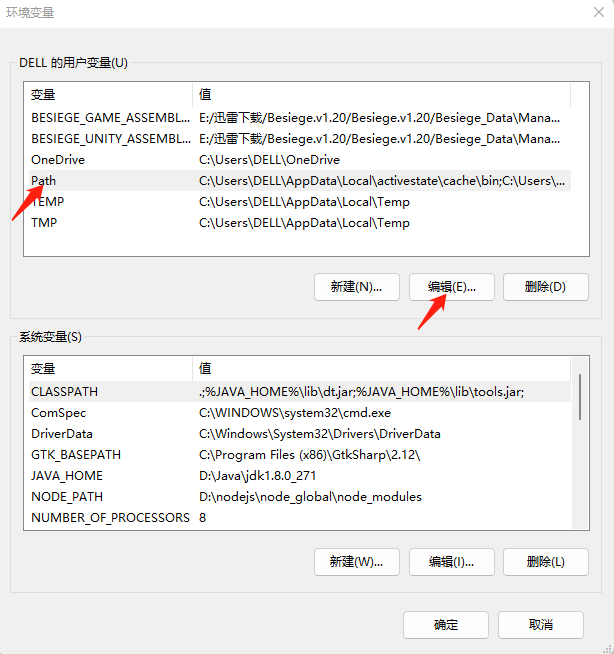 环境变量
DELL 的用户变量(U)
变量 值
BESIEGE_GAME_ASSEMBL... E:/迅雷下载/Besiege.v1.20/Besiege.v1.20/Besiege_Data\Mana...
BESIEGE_UNITY_ASSEMBL... E:/迅雷下载/Besiege.v1.20/Besiege.v1.20/Besiege_Data\Mana...
OneDrive C:\Users\DELL\OneDrive
Path C:\Users\DELL\AppData\Local\activestate\cache\bin;C:\Users\...
TEMP C:\Users\DELL\AppData\Local\Temp
TMP C:\Users\DELL\AppData\Local\Temp
新建(N)... 编辑(E)... 删除(D)
系统变量(S)
变量 值
CLASSPATH .;%JAVA_HOME%\lib\dt.jar;%JAVA_HOME%\lib\tools.jar;
ComSpec C:\WINDOWS\system32\cmd.exe
DriverData C:\Windows\System32\Drivers\DriverData
GTK_BASEPATH C:\Program Files (x86)\GtkSharp\2.12\
JAVA_HOME D:\Java\jdk1.8.0_271
NODE_PATH D:\nodejs\node_global\node_modules
NUMBER_OF_PROCESSORS 8
新建(W)... 编辑(I)... 删除(L)
确定 取消